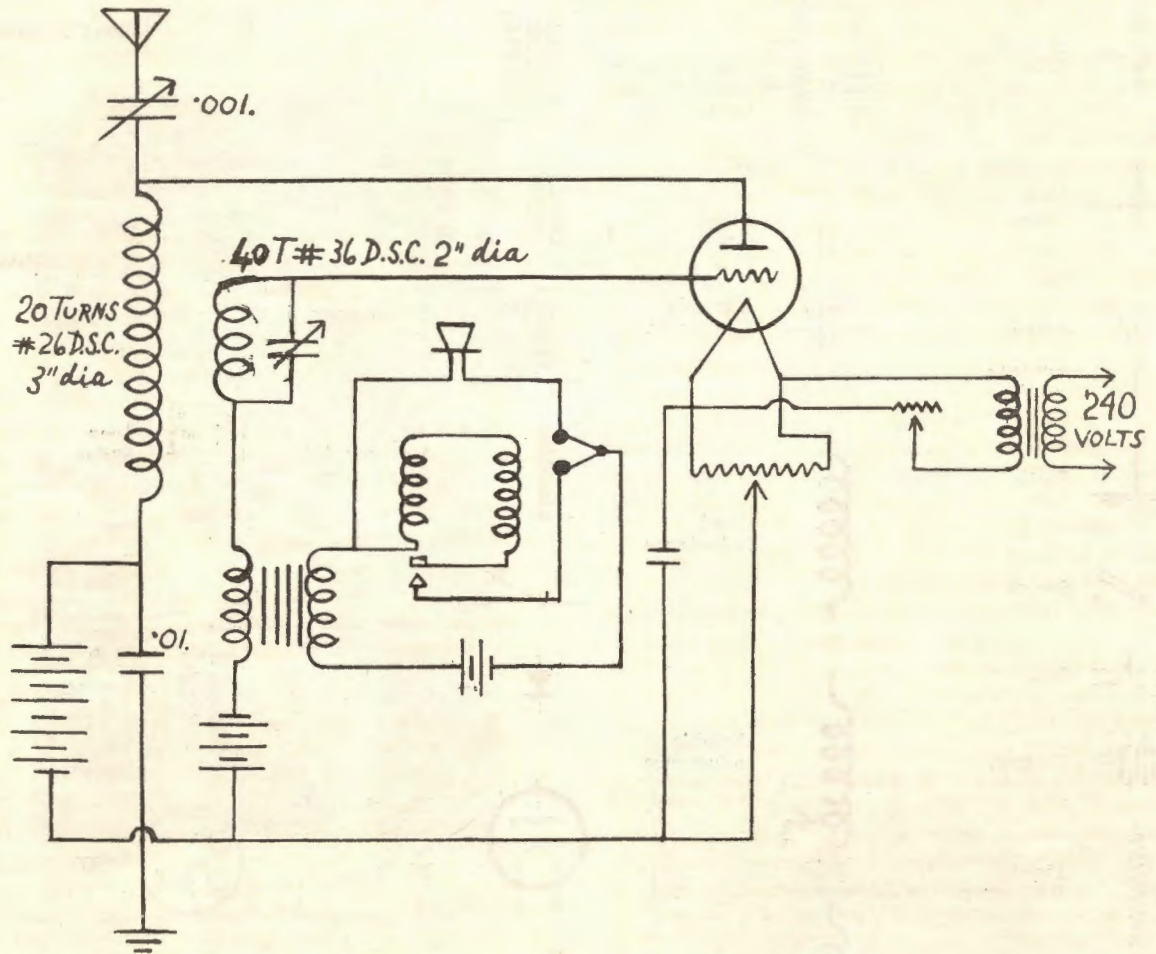 ·001.
40T # 36 D.S.C. 2" dia
20 TURNS
# 26 D.S.C.
3" dia
240
VOLTS
·01.